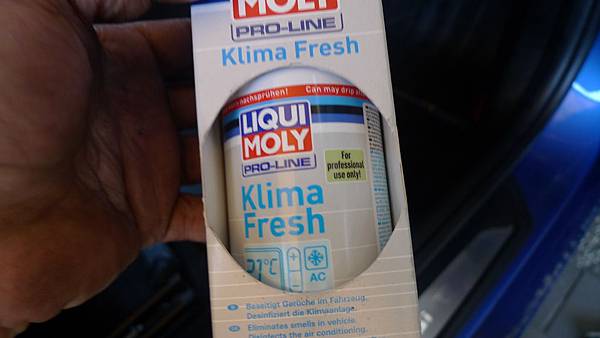 MOLY
PRO-LINE
Klima Fresh
nachsprühen! Can may drip
LIQUI
MOLY
PRO-LINE
For
professional
use only!
Klima
Fresh
21°C
AC
Beseitigt Gerüche im Fahrzeug.
Desinfiziert die Klimaanlage.
Eliminates smells in vehicle.
Disinfects the air conditioning.